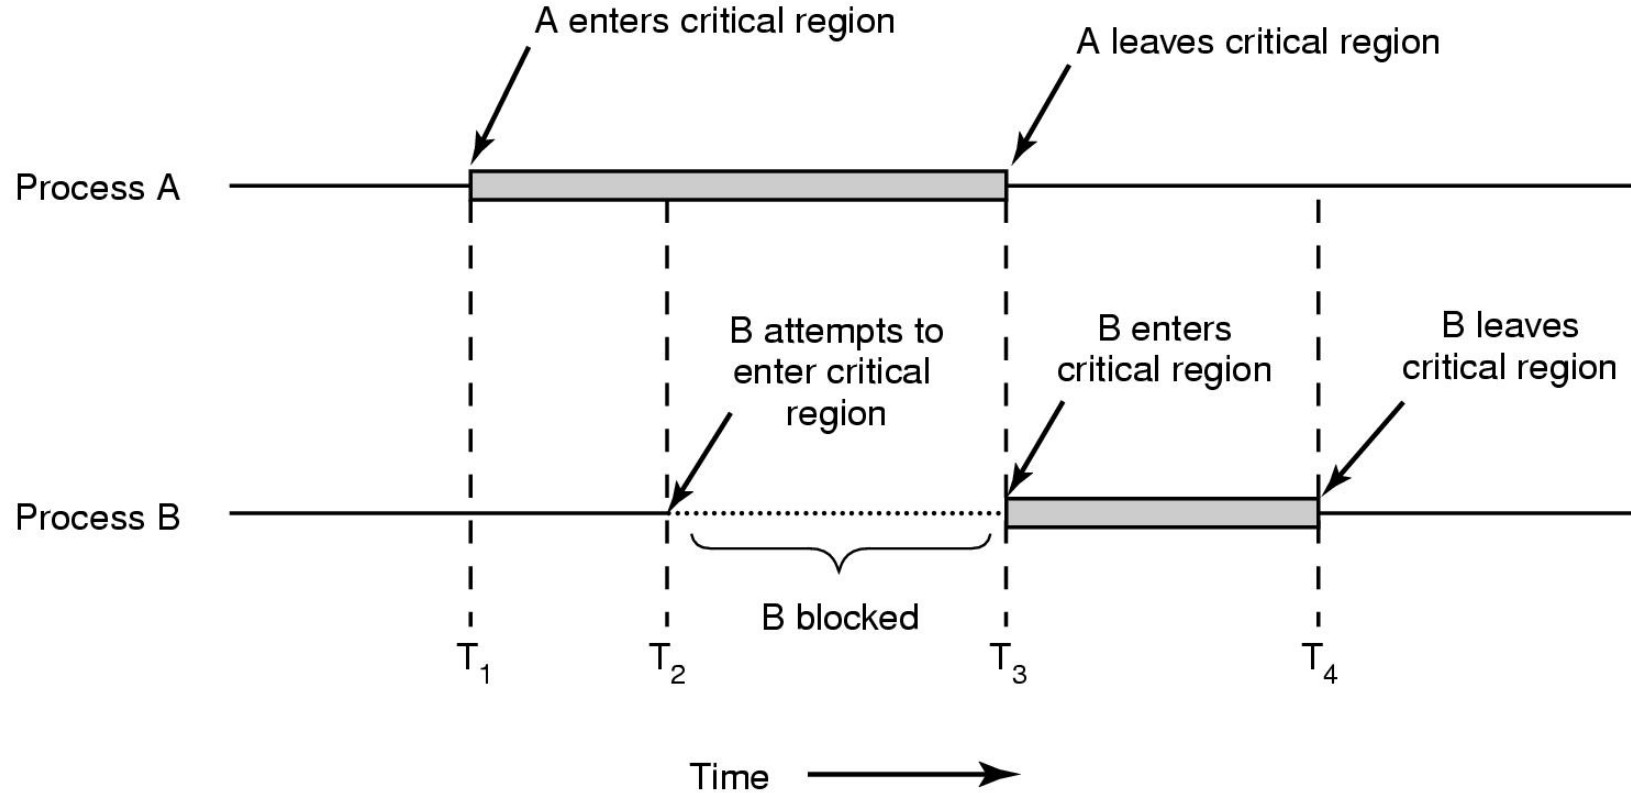 A enters critical region
A leaves critical region
Process A
B attempts to
enter critical
region
B enters
critical region
B leaves
critical region
Process B
B blocked
T1
T2
T3
T4
Time